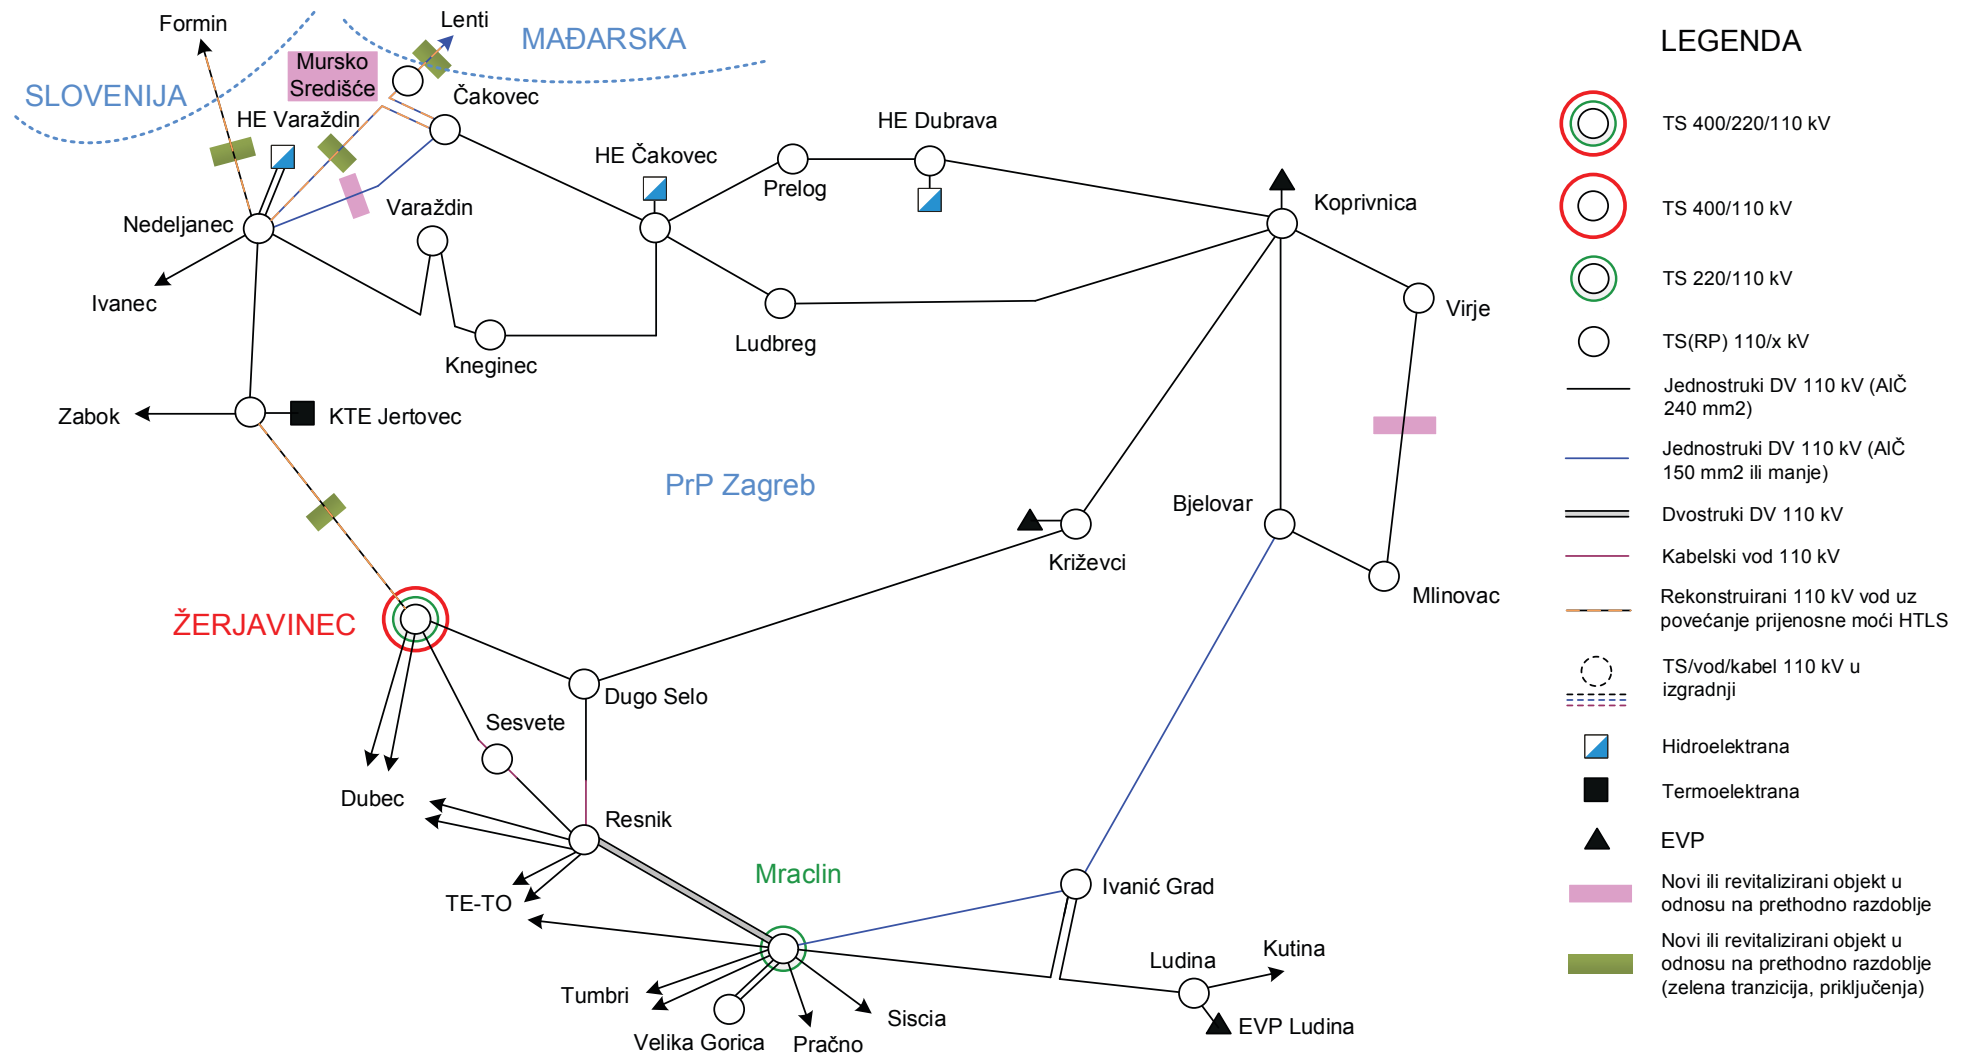 Formin
Lenti
MAĐARSKA
Mursko
Središće
SLOVENIJA
Čakovec
HE Varaždin
HE Dubrava
HE Čakovec
Prelog
Koprivnica
Varaždin
Nedeljanec
Ivanec
Virje
Ludbreg
Kneginec
Zabok
KTE Jertovec
PrP Zagreb
Bjelovar
Križevci
Mlinovac
ŽERJAVINEC
Dugo Selo
Sesvete
Dubec
Resnik
Mraclin
Ivanić Grad
TE-TO
Kutina
Ludina
Tumbri
Siscia
EVP Ludina
Velika Gorica
Pračno
LEGENDA
TS 400/220/110 kV
TS 400/110 kV
TS 220/110 kV
TS(RP) 110/x kV
Jednostruki DV 110 kV (AlČ
240 mm2)
Jednostruki DV 110 kV (AlČ
150 mm2 ili manje)
Dvostruki DV 110 kV
Kabelski vod 110 kV
Rekonstruirani 110 kV vod uz
povećanje prijenosne moći HTLS
TS/vod/kabel 110 kV u
izgradnji
Hidroelektrana
Termoelektrana
EVP
Novi ili revitalizirani objekt u
odnosu na prethodno razdoblje
Novi ili revitalizirani objekt u
odnosu na prethodno razdoblje
(zelena tranzicija, priključenja)